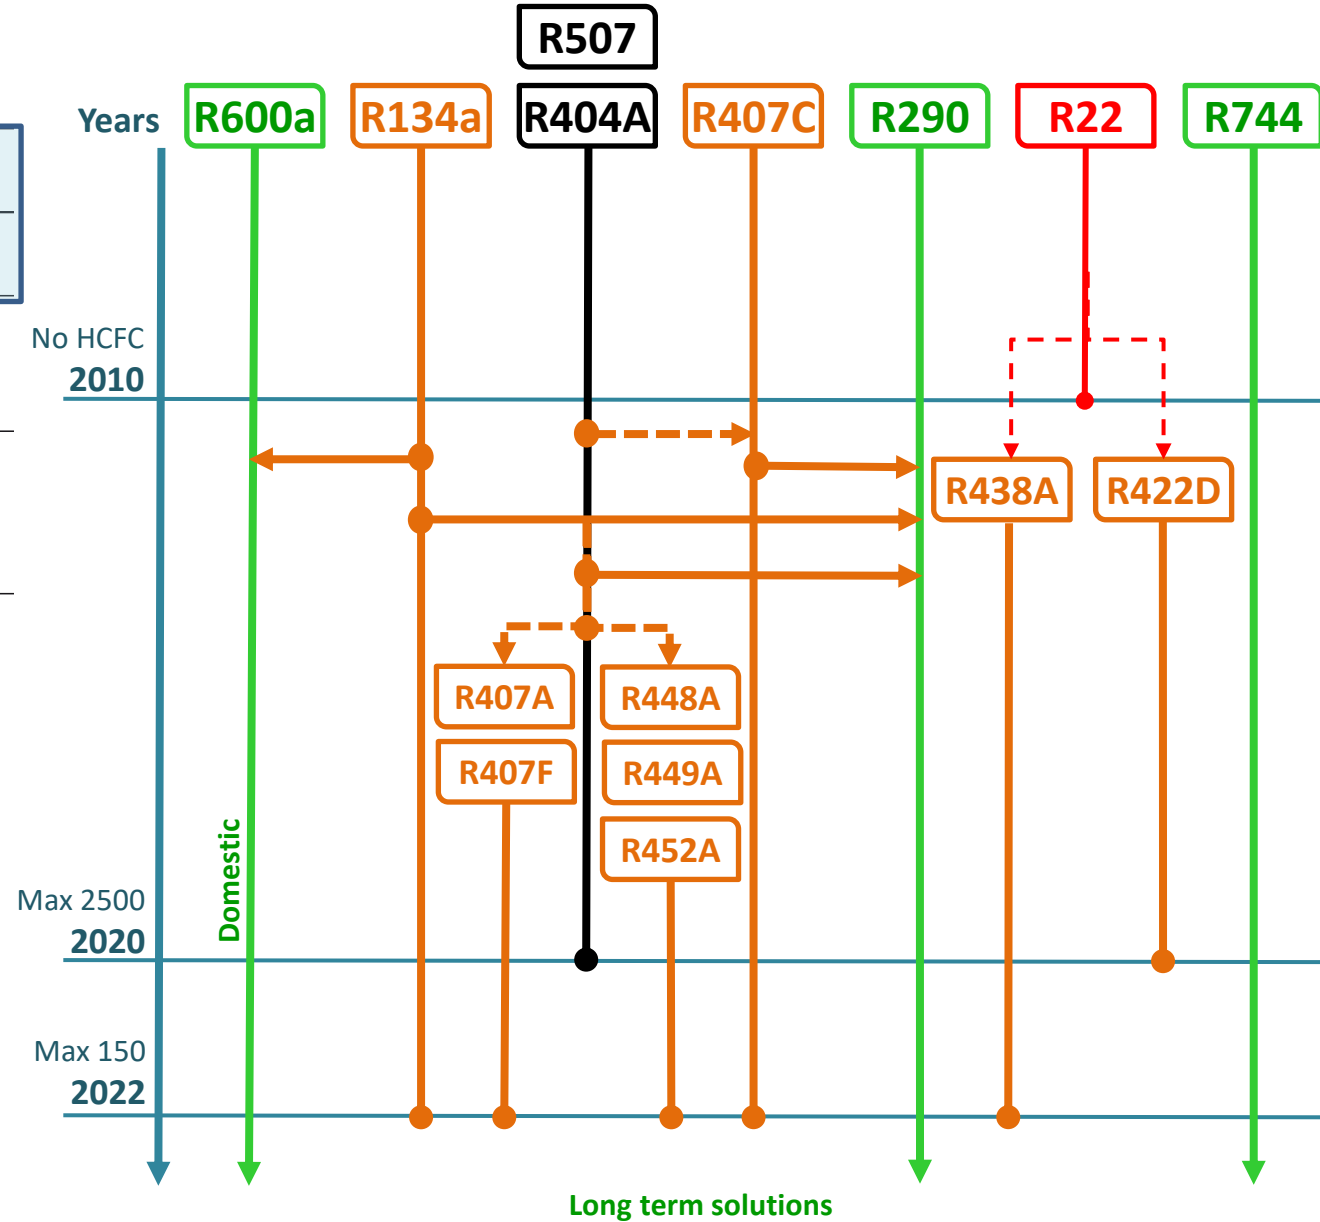 R507
Years
R600a
R134a
R404A
R407C
R290
R22
R744
No HCFC
2010
R438A
R422D
R407A
R448A
R407F
R449A
R452A
Domestic
Max 2500
2020
Max 150
2022
Long term solutions